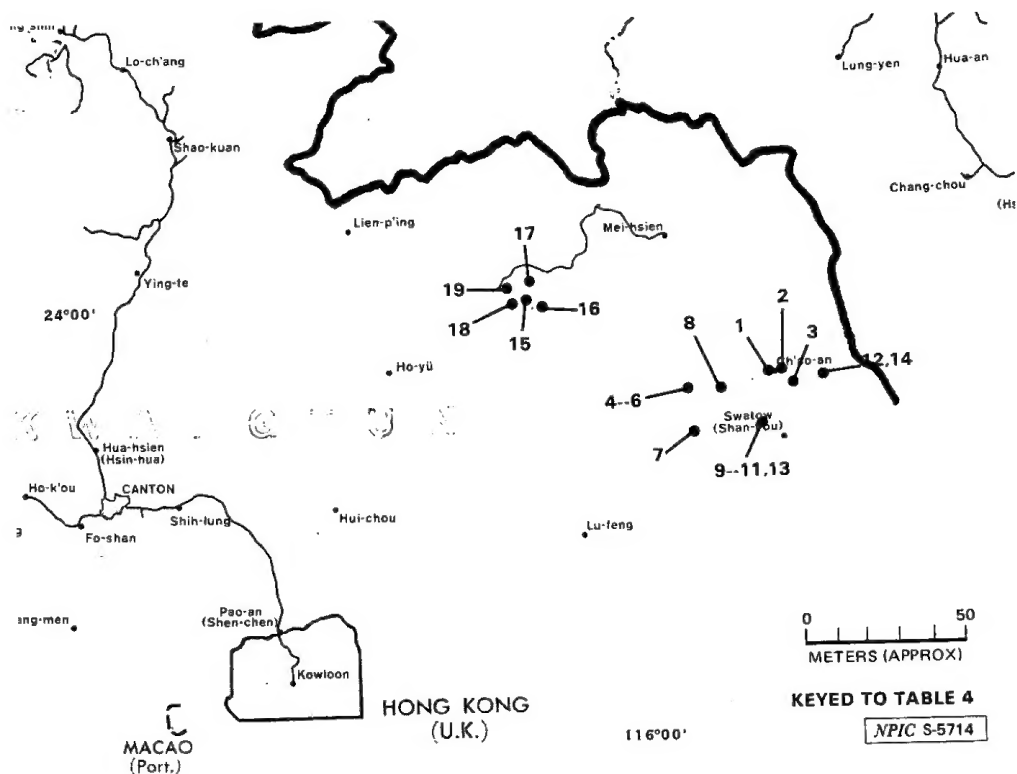 Lo-ch'ang
Lung-yen
Hua-an
Shao-kuan
Chang-chou
Lien-p'ing
Mei-hsien
17
Ying-te
19
24°00'
18
15
16
2
8
1
3
12,14
Ho-yü
4--6
Swatow
(Shan-tou)
7
9--11,13
Hua-hsien
(Hsin-hua)
Ho-k'ou
CANTON
Shih-lung
Hui-chou
Lu-feng
Fo-shan
0 50
METERS (APPROX)
Pao-an
(Shen-chen)
Kowloon
KEYED TO TABLE 4
NPIC S-5714
HONG KONG
(U.K.)
116°00'
MACAO
(Port.)